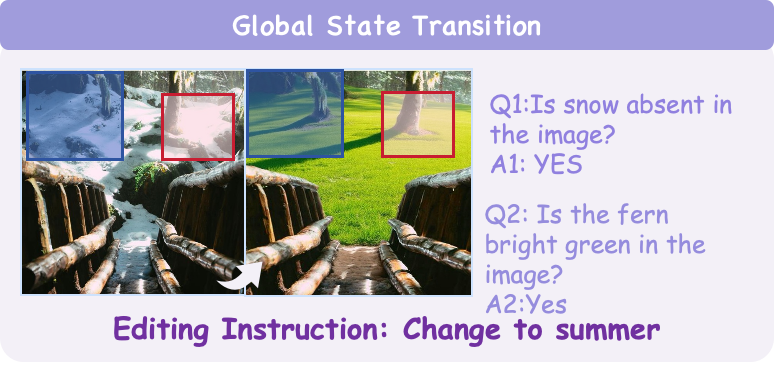 Global State Transition
Q1:Is snow absent in
the image?
A1: YES
Q2: Is the fern
bright green in the
image?
A2:Yes
Editing Instruction: Change to summer